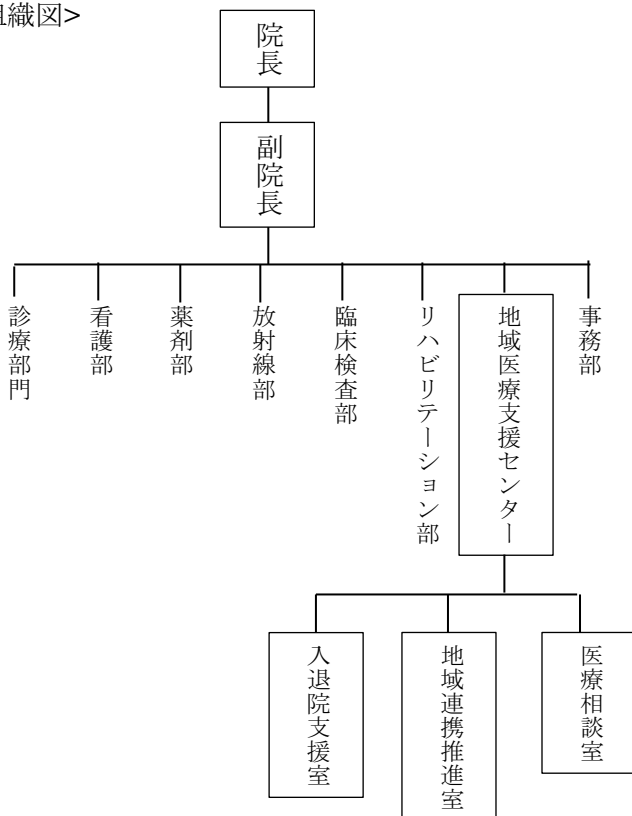 織図>
院長
副院長
診療部門
看護部
薬剤部
放射線部
臨床検査部
リハビリテーション部
地域医療支援センター
事務部
入退院支援室
地域連携推進室
医療相談室